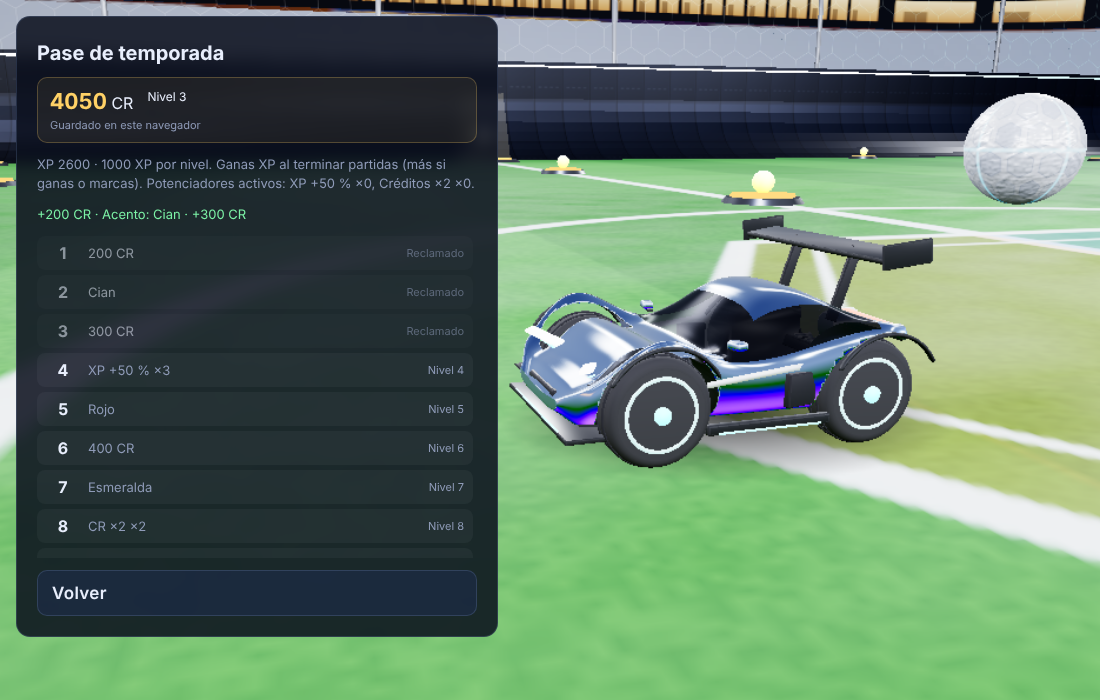 Pase de temporada
4050 CR Nivel 3
Guardado en este navegador
XP 2600 · 1000 XP por nivel. Ganas XP al terminar partidas (más si
ganas o marcas). Potenciadores activos: XP +50 % ×0, Créditos ×2 ×0.
+200 CR · Acento: Cian · +300 CR
1 200 CR Reclamado
2 Cian Reclamado
3 300 CR Reclamado
4 XP +50 % ×3 Nivel 4
5 Rojo Nivel 5
6 400 CR Nivel 6
7 Esmeralda Nivel 7
8 CR ×2 ×2 Nivel 8
Volver